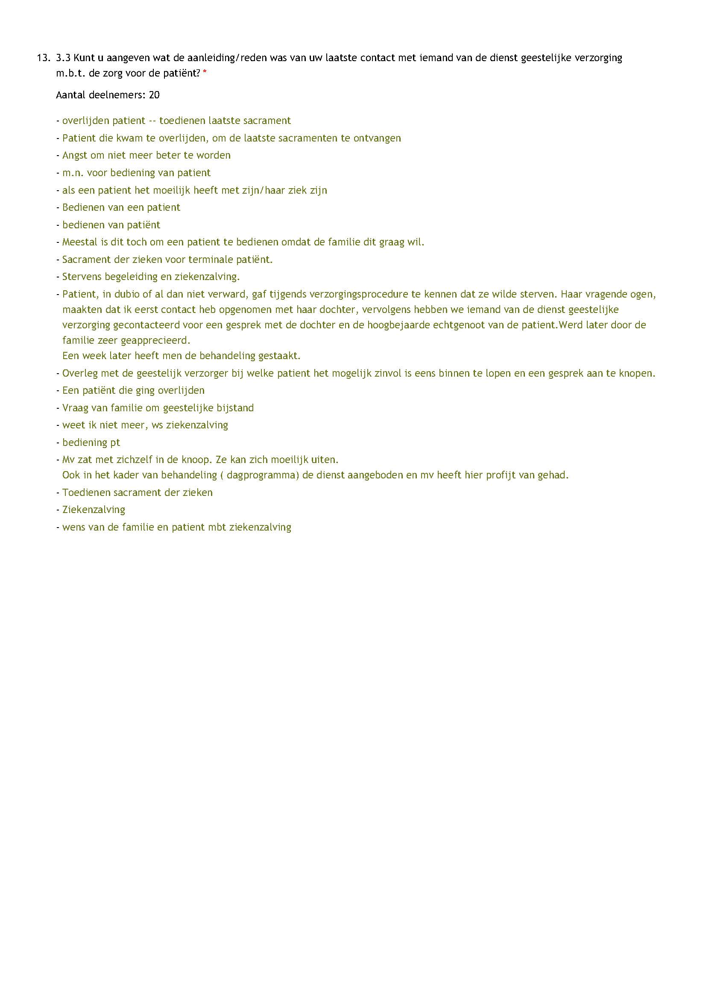 13. 3.3 Kunt u aangeven wat de aanleiding/reden was van uw laatste contact met iemand van de dienst geestelijke verzorging
m.b.t. de zorg voor de patiënt? *
Aantal deelnemers: 20
- overlijden patient -- toedienen laatste sacrament
- Patient die kwam te overlijden, om de laatste sacramenten te ontvangen
- Angst om niet meer beter te worden
- m.n. voor bediening van patient
- als een patient het moeilijk heeft met zijn/haar ziek zijn
- Bedienen van een patient
- bedienen van patiënt
- Meestal is dit toch om een patient te bedienen omdat de familie dit graag wil.
- Sacrament der zieken voor terminale patiënt.
- Stervens begeleiding en ziekenzalving.
- Patient, in dubio of al dan niet verward, gaf tijgends verzorgingsprocedure te kennen dat ze wilde sterven. Haar vragende ogen,
maakten dat ik eerst contact heb opgenomen met haar dochter, vervolgens hebben we iemand van de dienst geestelijke
verzorging gecontacteerd voor een gesprek met de dochter en de hoogbejaarde echtgenoot van de patient.Werd later door de
familie zeer geapprecieerd.
Een week later heeft men de behandeling gestaakt.
- Overleg met de geestelijk verzorger bij welke patient het mogelijk zinvol is eens binnen te lopen en een gesprek aan te knopen.
- Een patiënt die ging overlijden
- Vraag van familie om geestelijke bijstand
- weet ik niet meer, ws ziekenzalving
- bediening pt
- Mv zat met zichzelf in de knoop. Ze kan zich moeilijk uiten.
Ook in het kader van behandeling ( dagprogramma) de dienst aangeboden en mv heeft hier profijt van gehad.
- Toedienen sacrament der zieken
- Ziekenzalving
- wens van de familie en patient mbt ziekenzalving